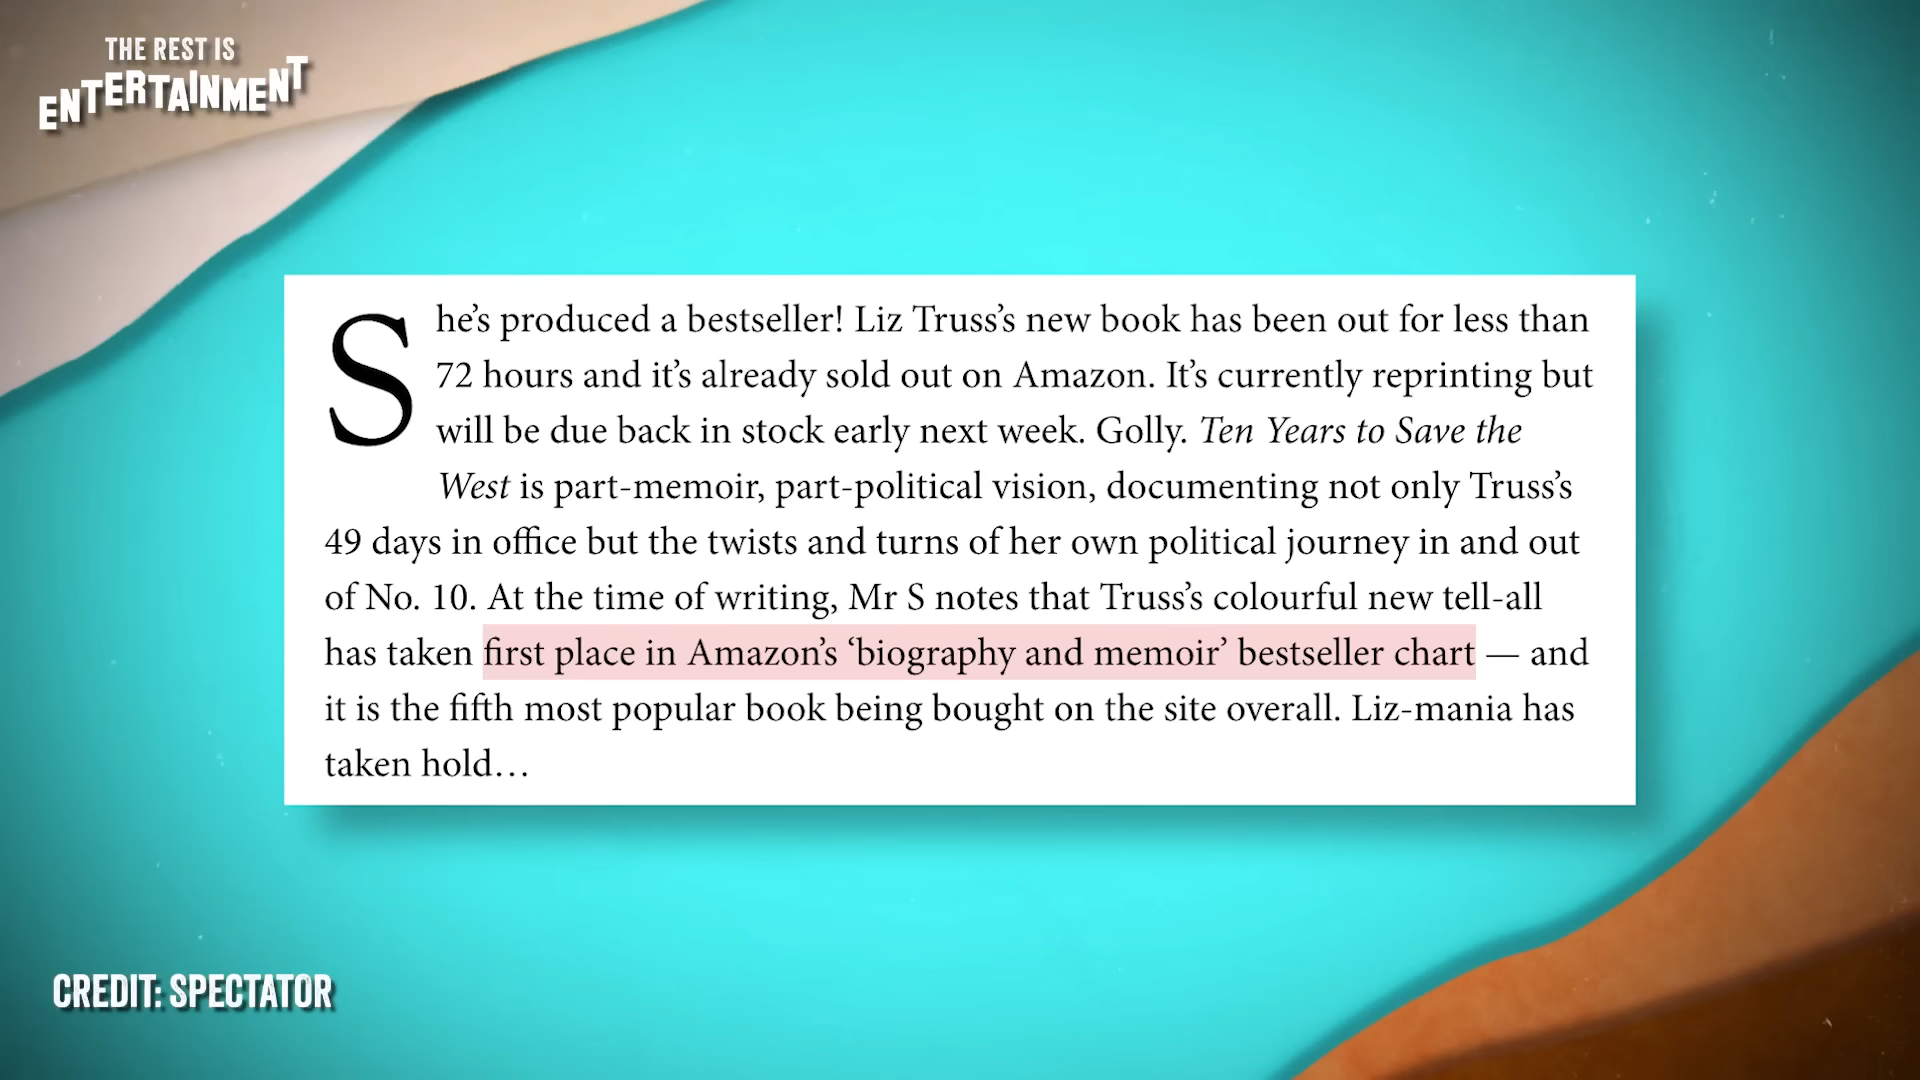 THE REST IS
ENTERTAINMENT
She’s produced a bestseller! Liz Truss’s new book has been out for less than
72 hours and it’s already sold out on Amazon. It’s currently reprinting but
will be due back in stock early next week. Golly. Ten Years to Save the
West is part-memoir, part-political vision, documenting not only Truss’s
49 days in office but the twists and turns of her own political journey in and out
of No. 10. At the time of writing, Mr S notes that Truss’s colourful new tell-all
has taken first place in Amazon’s ‘biography and memoir’ bestseller chart — and
it is the fifth most popular book being bought on the site overall. Liz-mania has
taken hold…
CREDIT: SPECTATOR